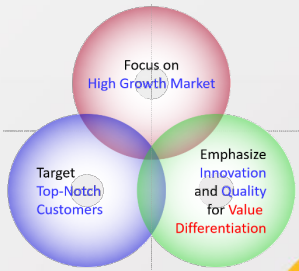 Focus on
High Growth Market
Target
Top-Notch
Customers
Emphasize
Innovation
and Quality
for Value
Differentiation